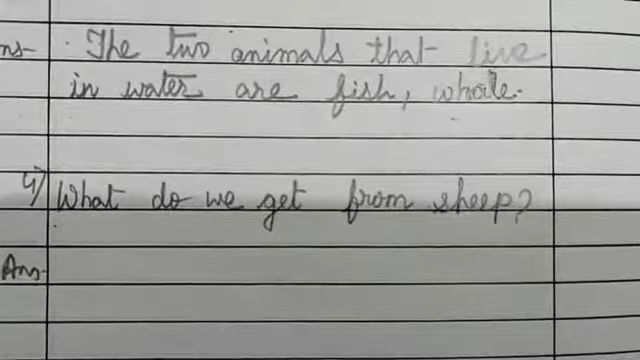 ns- The two animals that live
in water are fish, whale.
4) What do we get from sheep?
Ans-